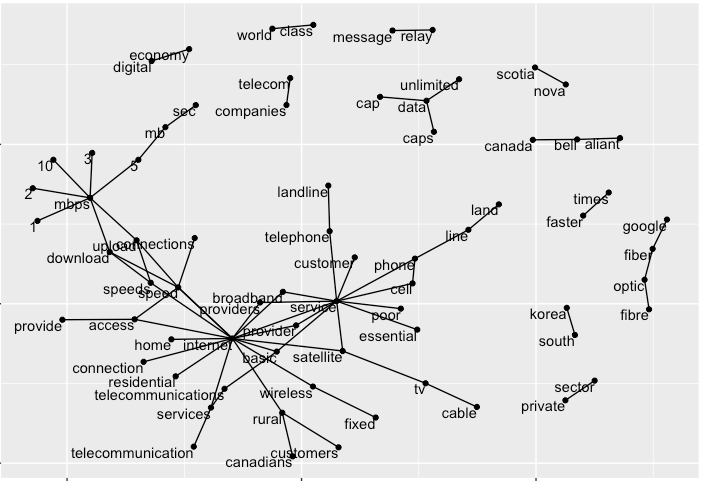 world class
message relay
economy
digital
scotia
nova
telecom
companies
unlimited
cap
data
caps
sec
mb
canada bell aliant
10
3
5
2
mbps
1
landline
land
times
faster
google
telephone
line
upload
connections
download
customer
phone
fiber
speeds
speed
cell
optic
broadband
providers
service
poor
fibre
korea
provide
access
provider
essential
south
home
internet
basic
satellite
connection
residential
telecommunications
wireless
tv
sector
private
services
rural
fixed
cable
telecommunication
customers
canadians